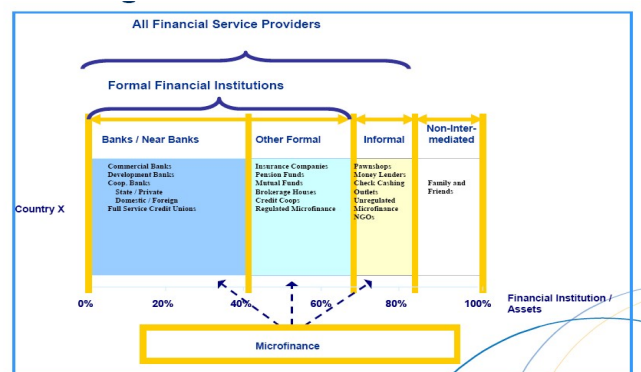 All Financial Service Providers
Formal Financial Institutions
Banks / Near Banks
Other Formal
Informal
Non-Inter-
mediated
Commercial Banks
Development Banks
Coop. Banks
State / Private
Domestic / Foreign
Full Service Credit Unions
Insurance Companies
Pension Funds
Mutual Funds
Brokerage Houses
Credit Coops
Regulated Microfinance
Pawnshops
Money Lenders
Check Cashing
Outlets
Unregulated
Microfinance
NGOs
Family and
Friends
Country X
0%
20%
40%
60%
80%
100%
Financial Institution /
Assets
Microfinance